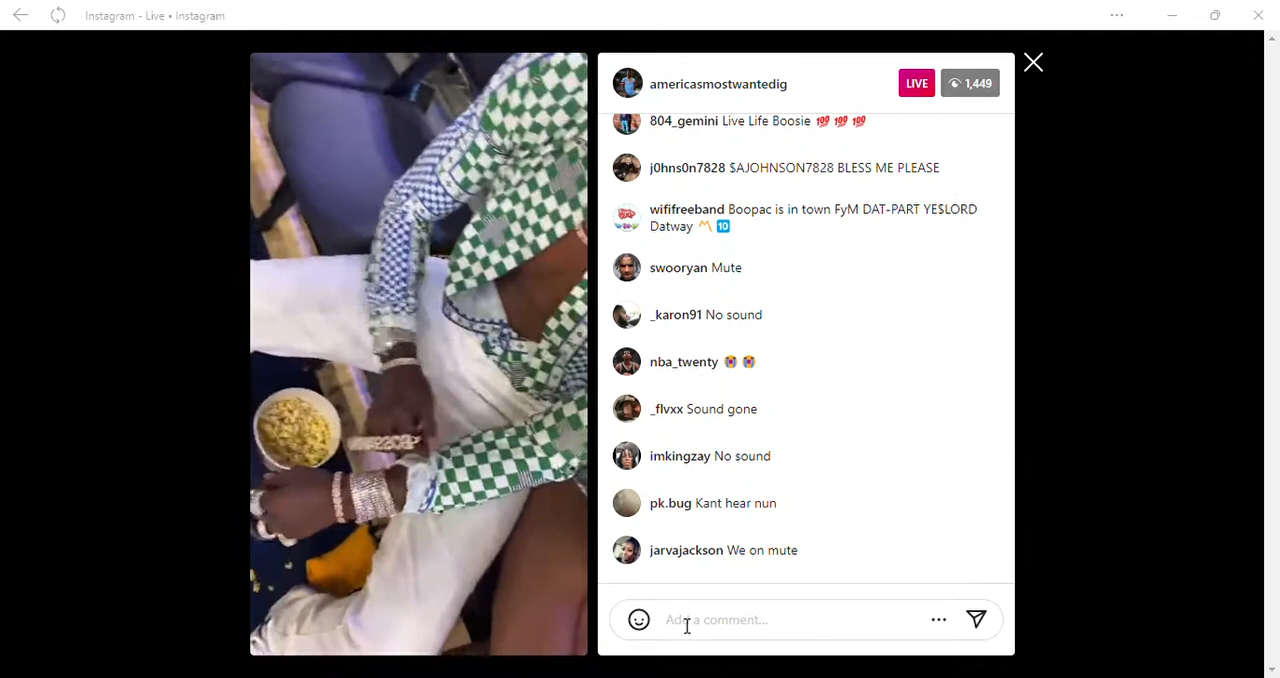 Instagram - Live • Instagram
americasmostwantedig
LIVE
1,449
804_gemini Live Life Boosie 💯 💯 💯
j0hns0n7828 $AJOHNSON7828 BLESS ME PLEASE
wififreeband Boopac is in town FyM DAT-PART YE$LORD
Datway 〽️ 🔟
swooryan Mute
_karon91 No sound
nba_twenty 😭 😭
_flvxx Sound gone
imkingzay No sound
pk.bug Kant hear nun
jarvajackson We on mute
Add a comment...